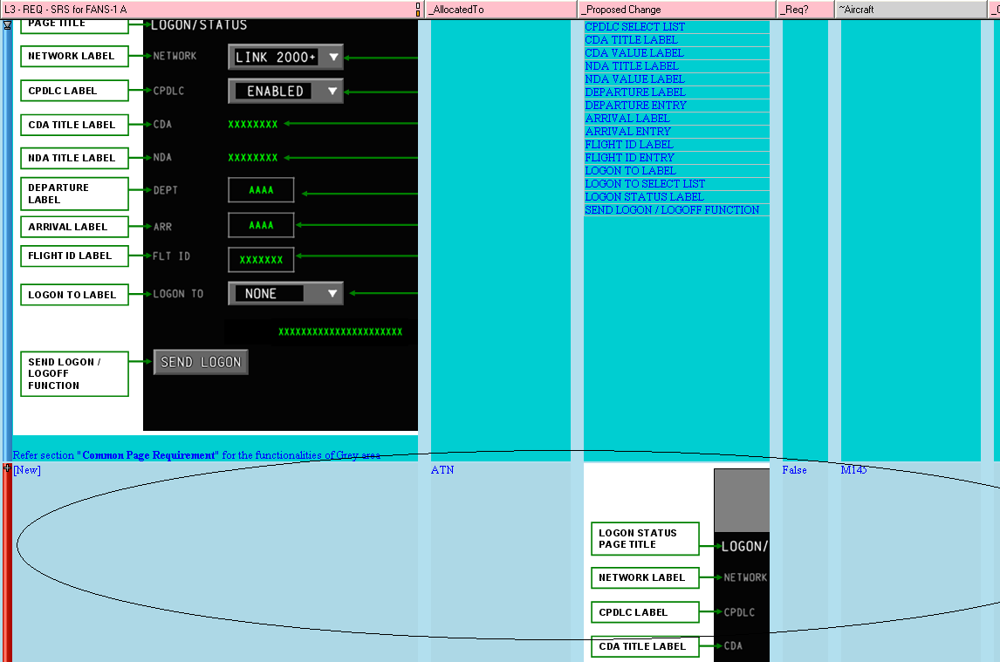 L3 - REQ - SRS for FANS-1 A
_AllocatedTo
_Proposed Change
_Req?
~Aircraft
PAGE TITLE
LOGON/STATUS
NETWORK LABEL
NETWORK
LINK 2000+
CPDLC LABEL
CPDLC
ENABLED
CDA TITLE LABEL
CDA
XXXXXXXX
NDA TITLE LABEL
NDA
XXXXXXXX
DEPARTURE
LABEL
DEPT
AAAA
ARRIVAL LABEL
ARR
AAAA
FLIGHT ID LABEL
FLT ID
XXXXXXX
LOGON TO LABEL
LOGON TO
NONE
XXXXXXXXXXXXXXXXXXXXXX
SEND LOGON /
LOGOFF
FUNCTION
SEND LOGON
Refer section "Common Page Requirement" for the functionalities of Grey area
CPDLC SELECT LIST
CDA TITLE LABEL
CDA VALUE LABEL
NDA TITLE LABEL
NDA VALUE LABEL
DEPARTURE LABEL
DEPARTURE ENTRY
ARRIVAL LABEL
ARRIVAL ENTRY
FLIGHT ID LABEL
FLIGHT ID ENTRY
LOGON TO LABEL
LOGON TO SELECT LIST
LOGON STATUS LABEL
SEND LOGON / LOGOFF FUNCTION
[New]
ATN
False
M145
LOGON STATUS
PAGE TITLE
LOGON/
NETWORK LABEL
NETWORK
CPDLC LABEL
CPDLC
CDA TITLE LABEL
CDA